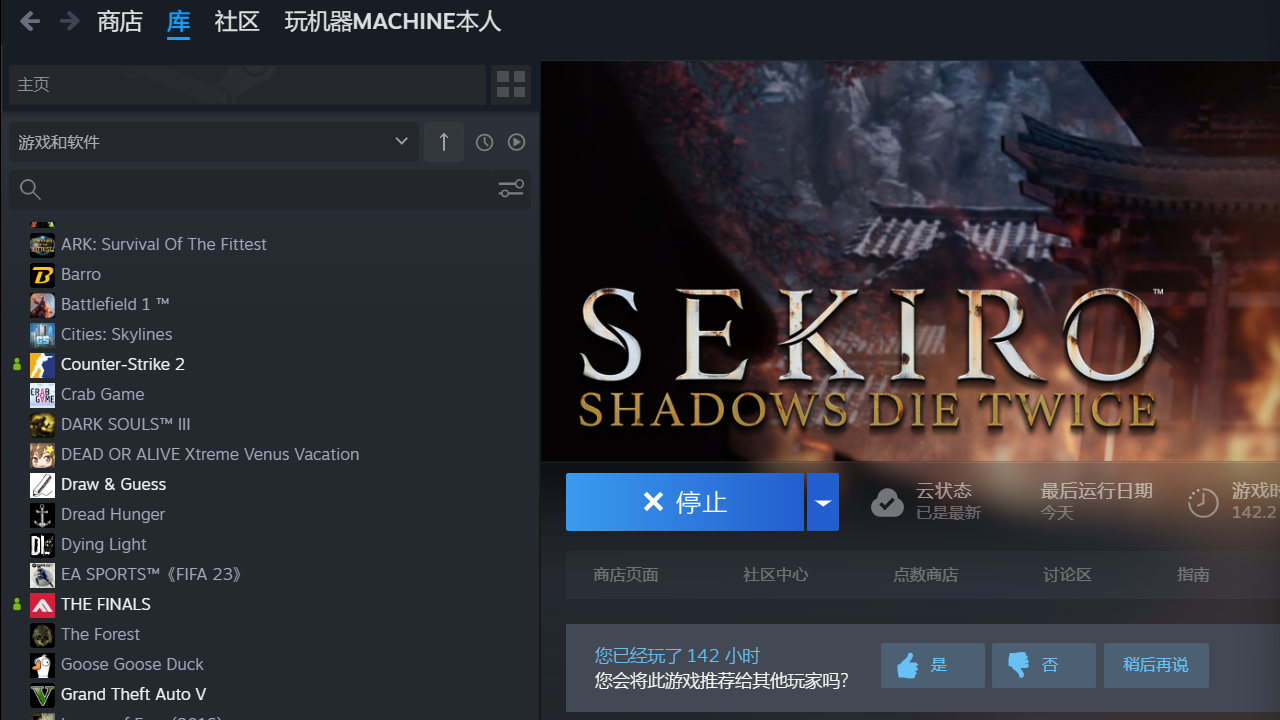 商店 库 社区 玩机器MACHINE本人
主页
游戏和软件
ARK: Survival Of The Fittest
Barro
Battlefield 1 ™
Cities: Skylines
Counter-Strike 2
Crab Game
DARK SOULS™ III
DEAD OR ALIVE Xtreme Venus Vacation
Draw & Guess
Dread Hunger
Dying Light
EA SPORTS™《FIFA 23》
THE FINALS
The Forest
Goose Goose Duck
Grand Theft Auto V
SEKIRO™
SHADOWS DIE TWICE
停止
云状态
已是最新
最后运行日期
今天
游戏时
142.2
商店页面 社区中心 点数商店 讨论区 指南
您已经玩了 142 小时
您会将此游戏推荐给其他玩家吗?
是 否 稍后再说